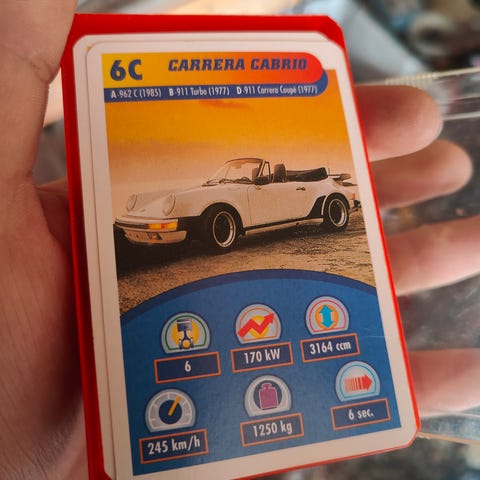 6C CARRERA CABRIO
A-962 C (1985) B-911 Turbo (1977) D-911 Carrera Coupé (1977)
6
170 kW
3164 ccm
245 km/h
1250 kg
6 sec.